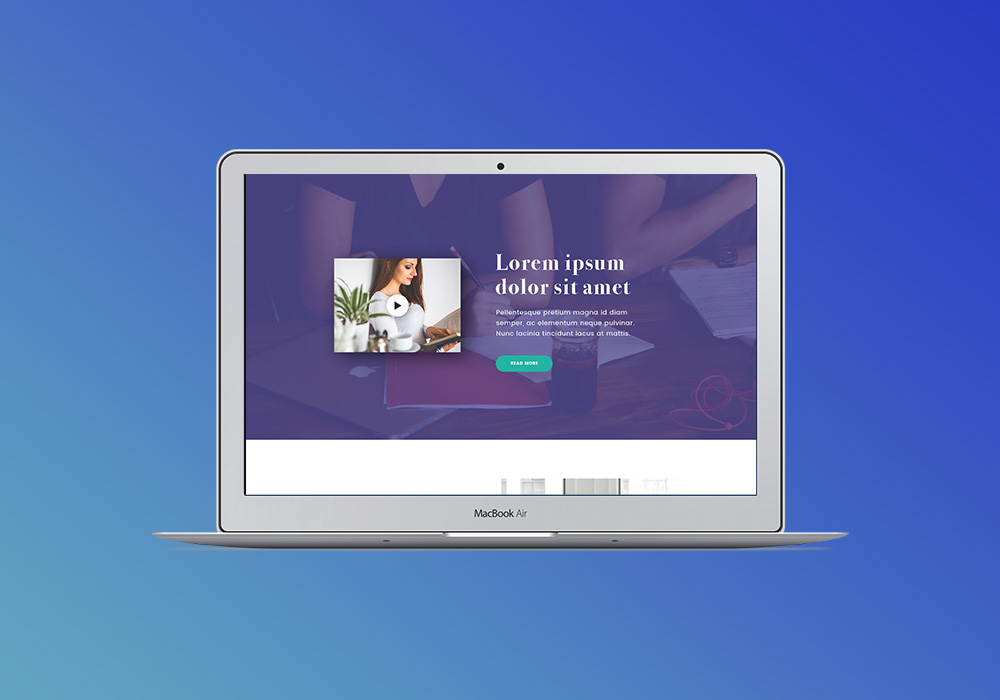 Lorem ipsum
dolor sit amet
Pellentesque pretium magna id diam
semper, ac elementum neque pulvinar.
Nunc lacinia tincidunt lacus at mattis.
READ MORE
MacBook Air